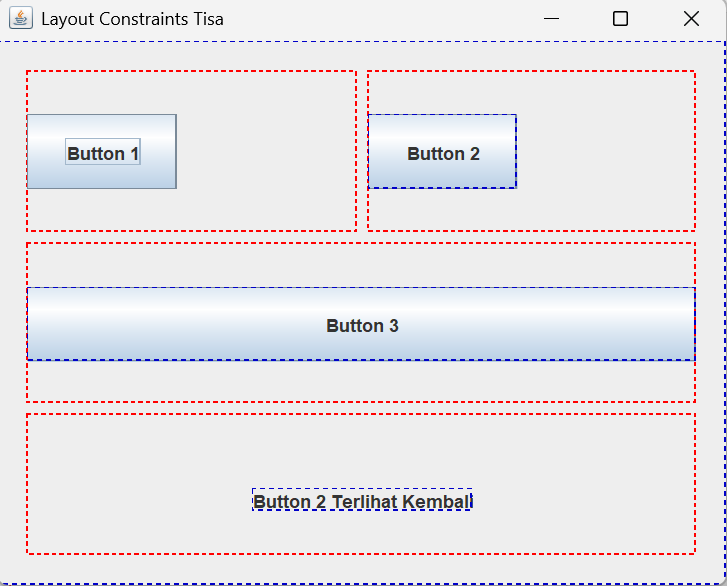 Layout Constraints Tisa
Button 1
Button 2
Button 3
Button 2 Terlihat Kembali